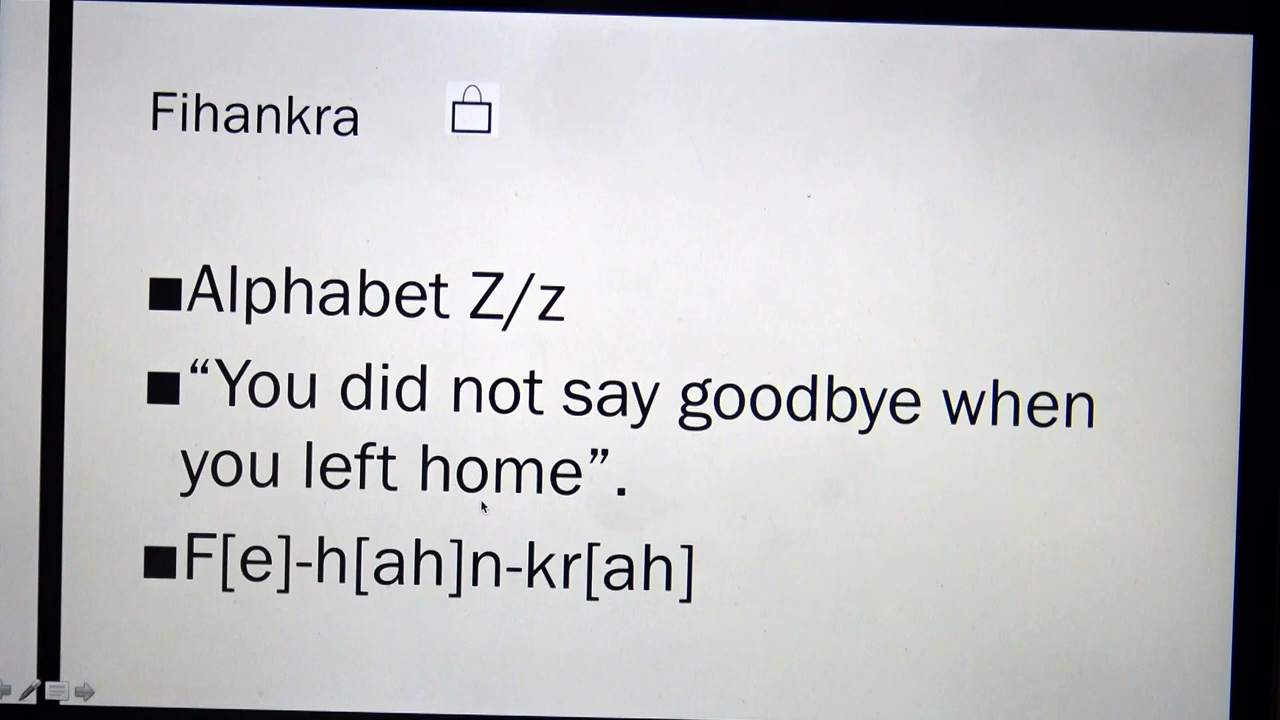 Fihankra
Alphabet Z/z
“You did not say goodbye when
you left home”.
F[e]-h[ah]n-kr[ah]